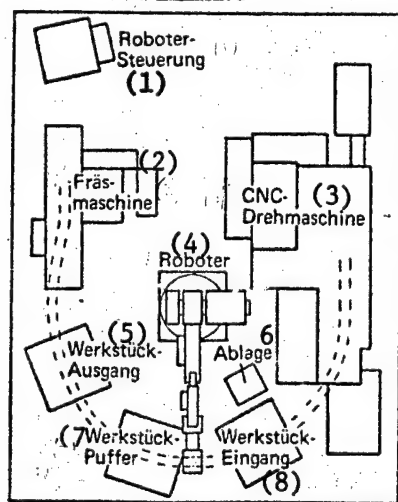 Roboter-
Steuerung
(1)
(2)
Fräs-
maschine
CNC- (3)
Drehmaschine
(4)
Roboter
(5)
Werkstück-
Ausgang
6
Ablage
(7 Werkstück-
Puffer
Werkstück-
Eingang
(8)